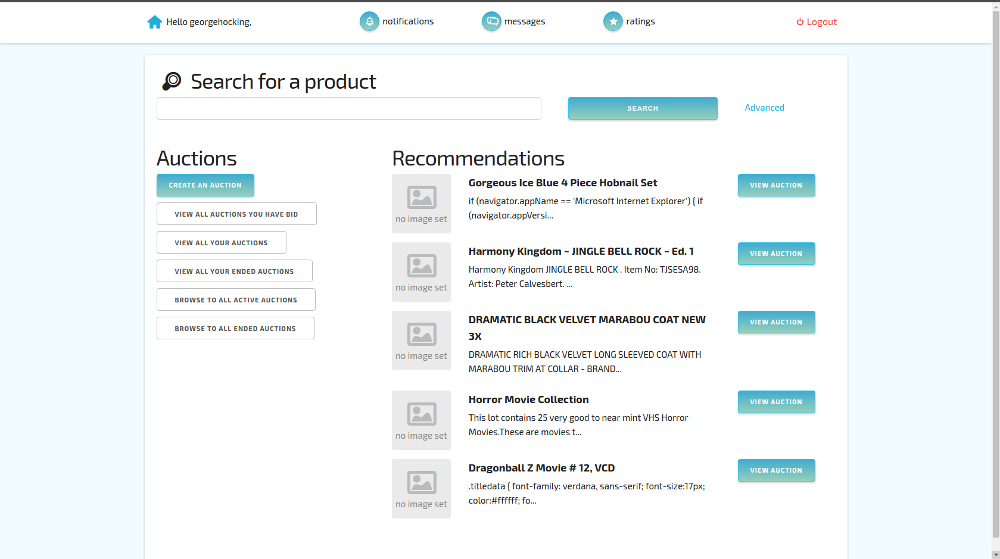 Hello georgehocking,
notifications
messages
ratings
Logout
Search for a product
SEARCH
Advanced
Auctions
CREATE AN AUCTION
VIEW ALL AUCTIONS YOU HAVE BID
VIEW ALL YOUR AUCTIONS
VIEW ALL YOUR ENDED AUCTIONS
BROWSE TO ALL ACTIVE AUCTIONS
BROWSE TO ALL ENDED AUCTIONS
Recommendations
no image set
Gorgeous Ice Blue 4 Piece Hobnail Set
if (navigator.appName == 'Microsoft Internet Explorer') { if
(navigator.appVersi...
VIEW AUCTION
no image set
Harmony Kingdom ~ JINGLE BELL ROCK ~ Ed. 1
Harmony Kingdom JINGLE BELL ROCK . Item No: TJSESA98.
Artist: Peter Calvesbert. ...
VIEW AUCTION
no image set
DRAMATIC BLACK VELVET MARABOU COAT NEW
3X
DRAMATIC RICH BLACK VELVET LONG SLEEVED COAT WITH
MARABOU TRIM AT COLLAR - BRAND...
VIEW AUCTION
no image set
Horror Movie Collection
This lot contains 25 very good to near mint VHS Horror
Movies.These are movies t...
VIEW AUCTION
no image set
Dragonball Z Movie # 12, VCD
.titledata { font-family: verdana, sans-serif; font-size:17px;
color:#ffffff; fo...
VIEW AUCTION